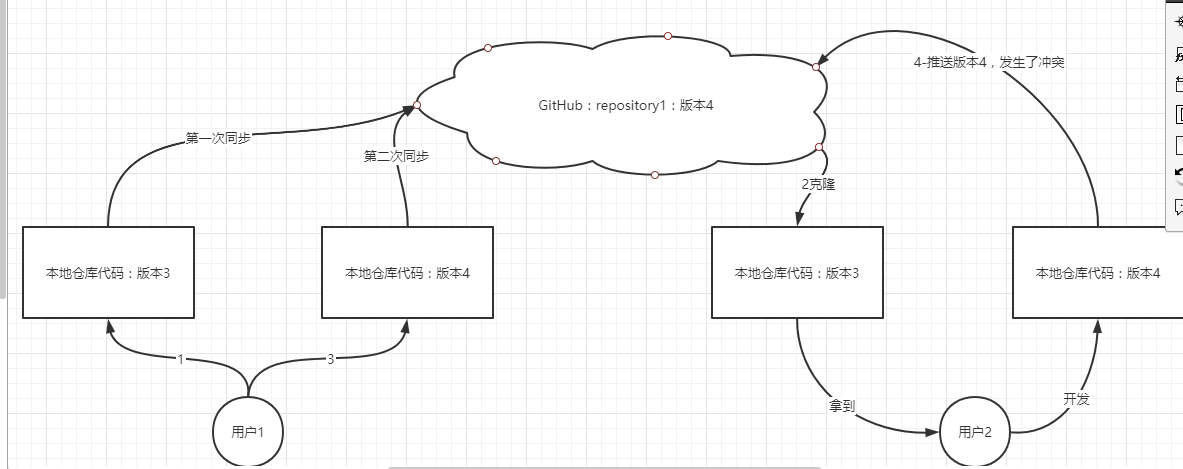 4-推送版本4，发生了冲突
GitHub：repository1：版本4
第一次同步
第二次同步
2克隆
本地仓库代码：版本3
本地仓库代码：版本4
本地仓库代码：版本3
本地仓库代码：版本4
1
3
拿到
开发
用户1
用户2